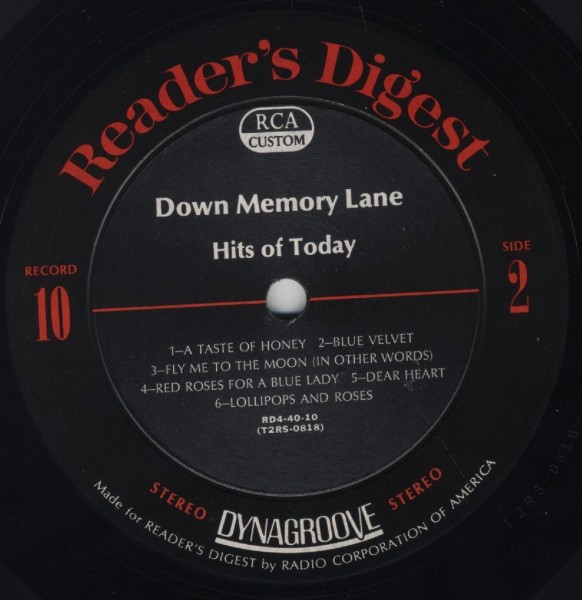 Reader's Digest
RCA
CUSTOM
Down Memory Lane
Hits of Today
RECORD
10
SIDE
2
1—A TASTE OF HONEY 2—BLUE VELVET
3—FLY ME TO THE MOON (IN OTHER WORDS)
4—RED ROSES FOR A BLUE LADY 5—DEAR HEART
6—LOLLIPOPS AND ROSES
RD4-40-10
(T2RS-0818)
STEREO
DYNAGROOVE
STEREO
Made for READER'S DIGEST by RADIO CORPORATION OF AMERICA
T2RS-0818